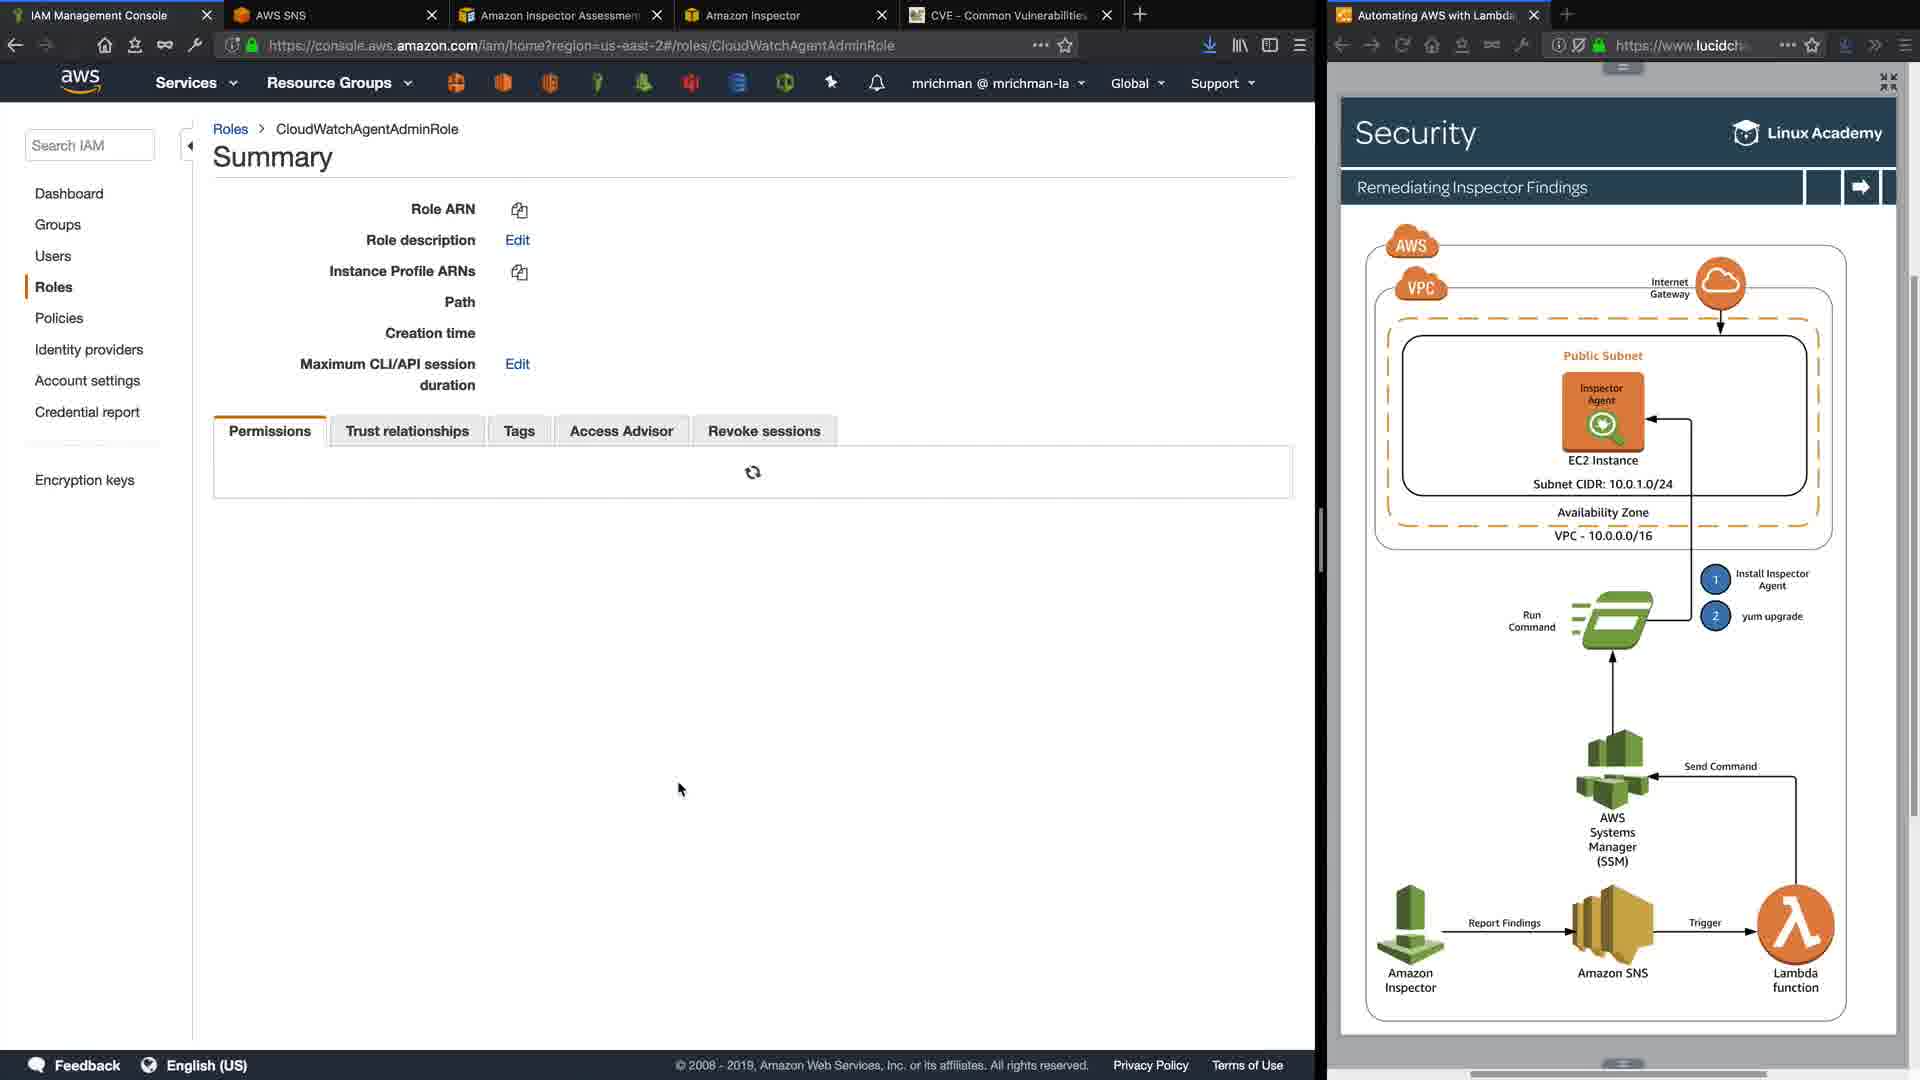 IAM Management Console
AWS SNS
Amazon Inspector Assessmen
Amazon Inspector
CVE - Common Vulnerabilities
https://console.aws.amazon.com/iam/home?region=us-east-2#/roles/CloudWatchAgentAdminRole
aws
Services
Resource Groups
mrichman @ mrichman-la
Global
Support
Search IAM
Dashboard
Groups
Users
Roles
Policies
Identity providers
Account settings
Credential report
Encryption keys
Roles > CloudWatchAgentAdminRole
Summary
Role ARN
Role description Edit
Instance Profile ARNs
Path
Creation time
Maximum CLI/API session Edit
duration
Permissions
Trust relationships
Tags
Access Advisor
Revoke sessions
Feedback
English (US)
© 2008 - 2019, Amazon Web Services, Inc. or its affiliates. All rights reserved.
Privacy Policy
Terms of Use
Automating AWS with Lambda
https://www.lucidch
Security
Linux Academy
Remediating Inspector Findings
AWS
VPC
Internet
Gateway
Public Subnet
Inspector
Agent
EC2 Instance
Subnet CIDR: 10.0.1.0/24
Availability Zone
VPC - 10.0.0.0/16
1
Install Inspector
Agent
2
yum upgrade
Run
Command
Send Command
AWS
Systems
Manager
(SSM)
Report Findings
Trigger
Amazon
Inspector
Amazon SNS
Lambda
function